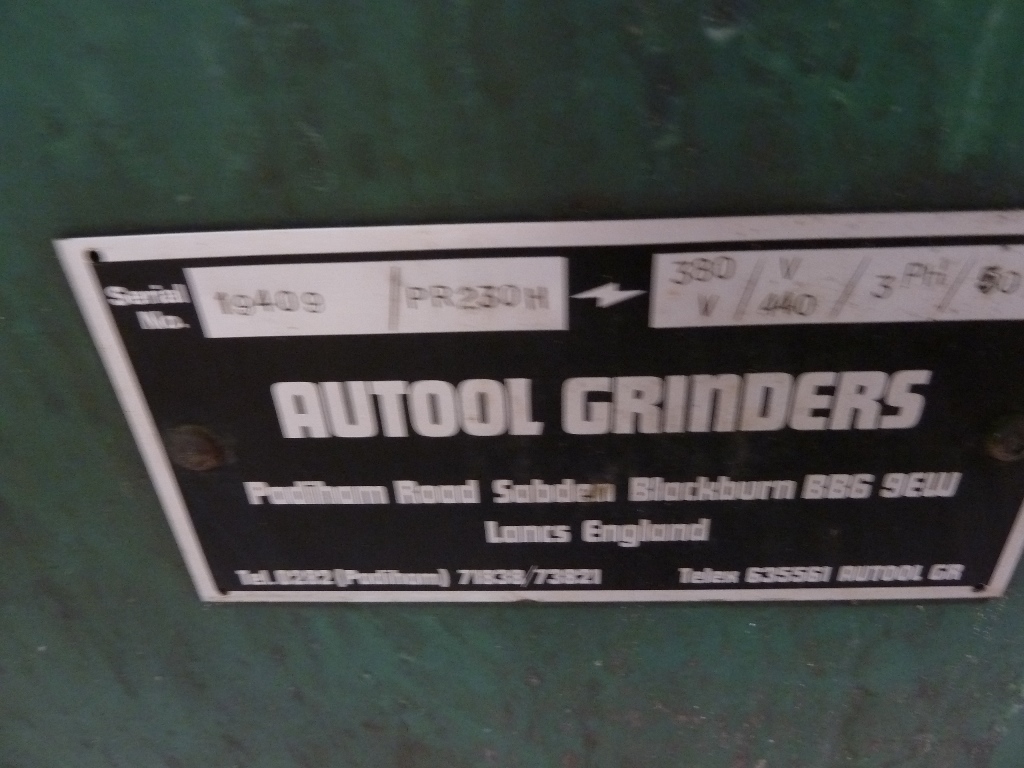 Serial No. 19409 / PR230H 380 V / V 440 / 3 Ph / 50
AUTOOL GRINDERS
Padiham Road Sabden Blackburn BB6 9EW
Lancs England
Tel. 0282 (Padiham) 71838/73821 Telex 635561 AUTOOL GR